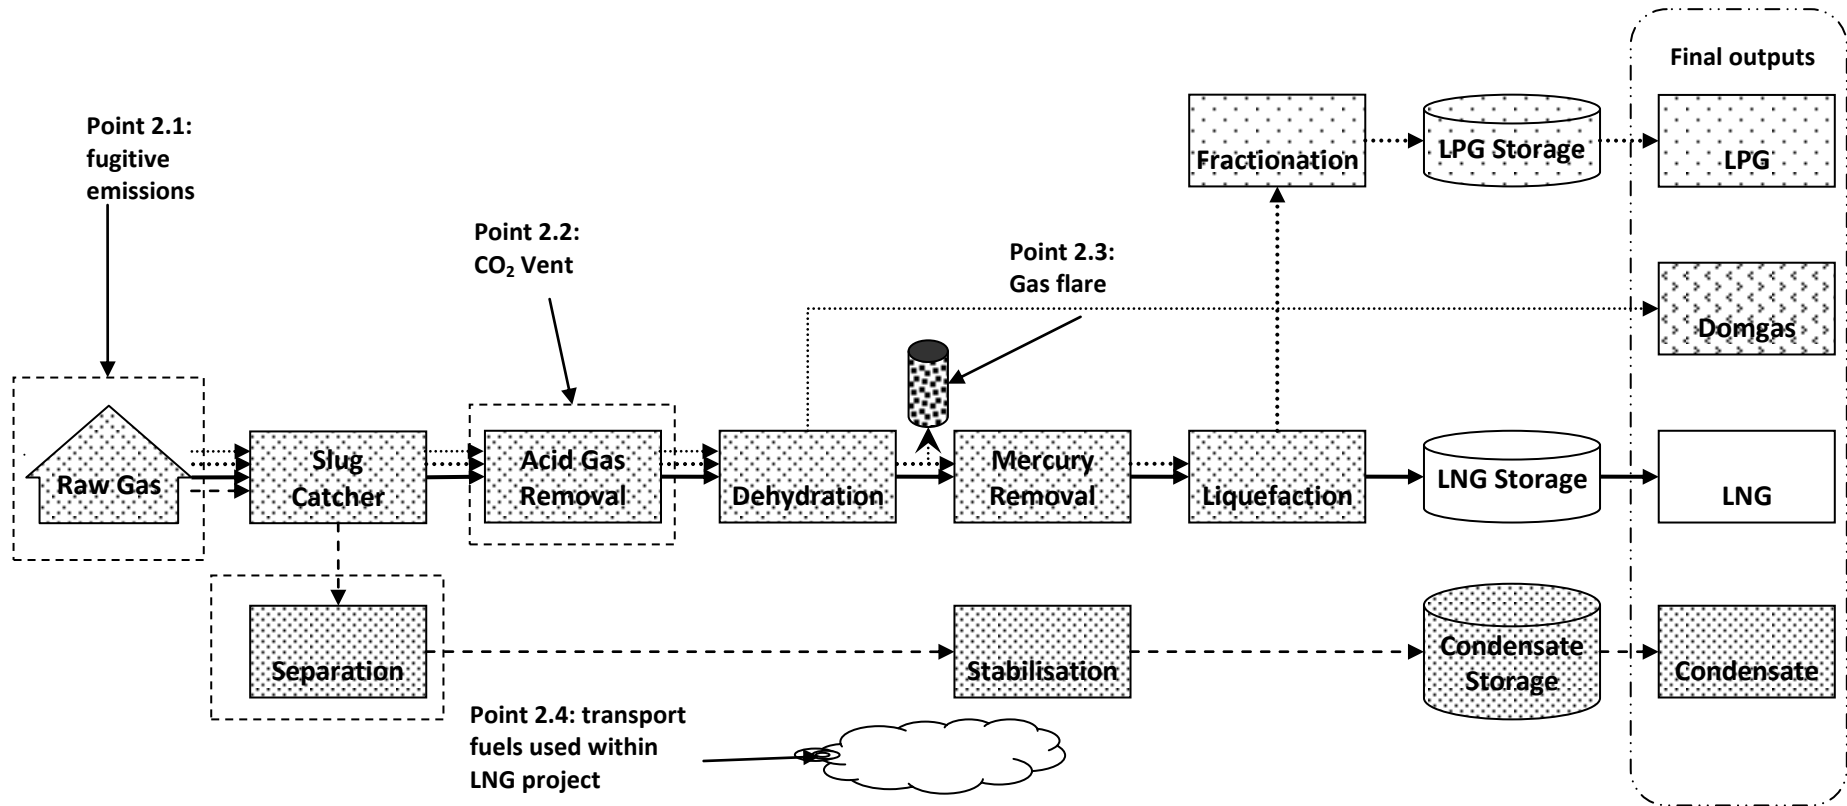 Final outputs
Point 2.1:
fugitive
emissions
Point 2.2:
CO₂ Vent
Point 2.3:
Gas flare
Fractionation
LPG Storage
LPG
Domgas
Raw Gas
Slug
Catcher
Acid Gas
Removal
Dehydration
Mercury
Removal
Liquefaction
LNG Storage
LNG
Separation
Stabilisation
Condensate
Storage
Condensate
Point 2.4: transport
fuels used within
LNG project